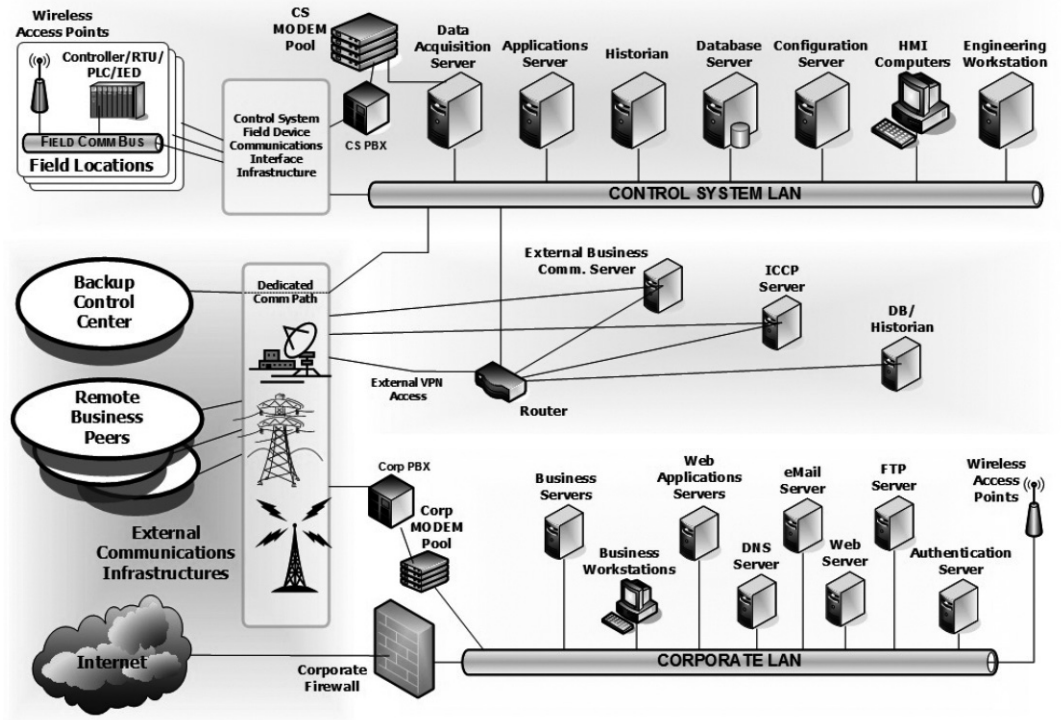 Wireless
Access Points
Controller/RTU/
PLC/IED
FIELD COMM BUS
Field Locations
Control System
Field Device
Communications
Interface
Infrastructure
CS
MODEM
Pool
CS PBX
Data
Acquisition
Server
Applications
Server
Historian
Database
Server
Configuration
Server
HMI
Computers
Engineering
Workstation
CONTROL SYSTEM LAN
Backup
Control
Center
Dedicated
Comm Path
External Business
Comm. Server
ICCP
Server
DB/
Historian
External VPN
Access
Router
Remote
Business
Peers
External
Communications
Infrastructures
Corp PBX
Corp
MODEM
Pool
Business
Servers
Business
Workstations
Web
Applications
Servers
DNS
Server
eMail
Server
Web
Server
FTP
Server
Authentication
Server
Wireless
Access
Points
Internet
Corporate
Firewall
CORPORATE LAN